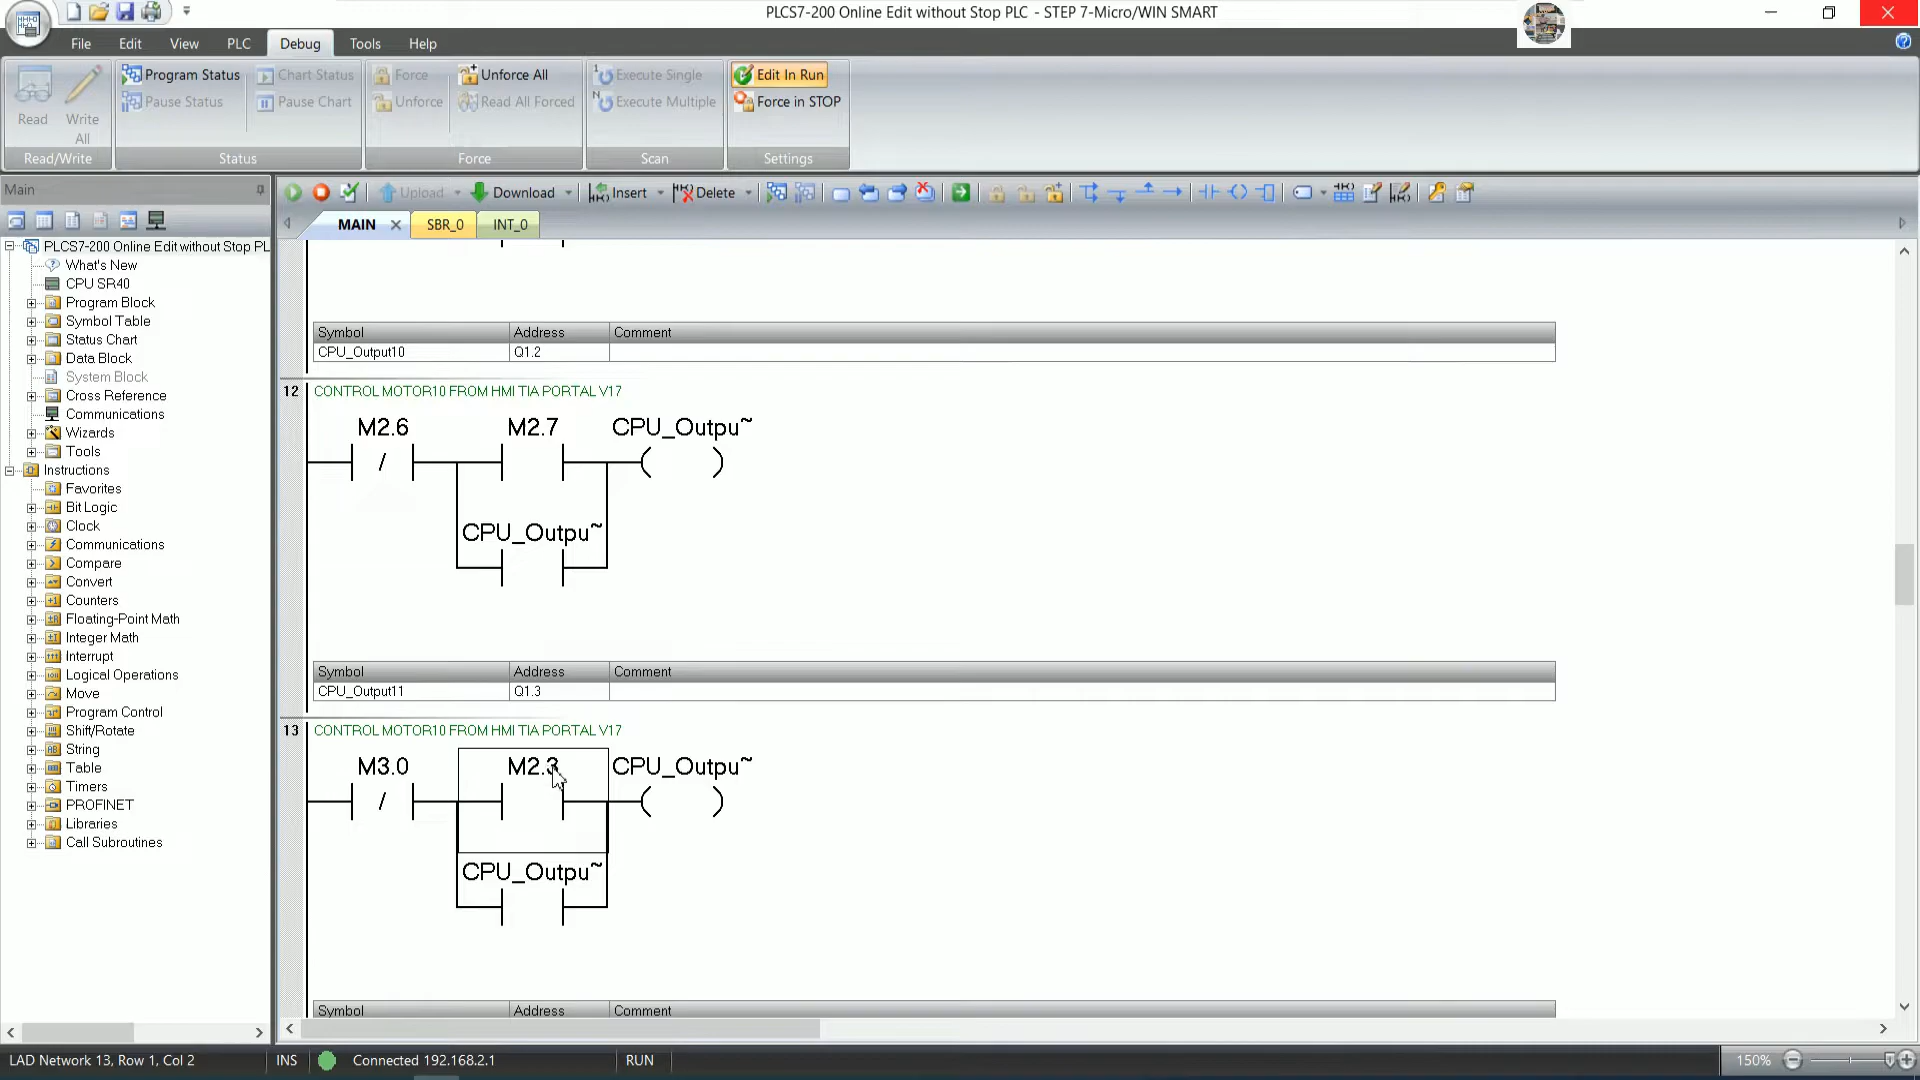 PLCS7-200 Online Edit without Stop PLC - STEP 7-Micro/WIN SMART
File Edit View PLC Debug Tools Help
Program Status Chart Status Force Unforce All Execute Single Edit In Run
Pause Status Pause Chart Unforce Read All Forced Execute Multiple Force in STOP
Read Write All
Read/Write Status Force Scan Settings
Main
Upload Download Insert Delete
MAIN SBR_0 INT_0
PLCS7-200 Online Edit without Stop PL
What's New
CPU SR40
Program Block
Symbol Table
Status Chart
Data Block
System Block
Cross Reference
Communications
Wizards
Tools
Instructions
Favorites
Bit Logic
Clock
Communications
Compare
Convert
Counters
Floating-Point Math
Integer Math
Interrupt
Logical Operations
Move
Program Control
Shift/Rotate
String
Table
Timers
PROFINET
Libraries
Call Subroutines
Symbol Address Comment
CPU_Output10 Q1.2
12 CONTROL MOTOR10 FROM HMI TIA PORTAL V17
M2.6 M2.7 CPU_Outpu~
CPU_Outpu~
Symbol Address Comment
CPU_Output11 Q1.3
13 CONTROL MOTOR10 FROM HMI TIA PORTAL V17
M3.0 M2.3 CPU_Outpu~
CPU_Outpu~
Symbol Address Comment
LAD Network 13, Row 1, Col 2 INS Connected 192.168.2.1 RUN 150%